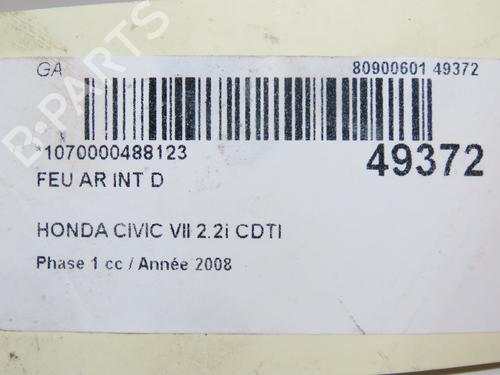 GA 80900601 49372
*1070000488123 49372
FEU AR INT D
HONDA CIVIC VII 2.2i CDTI
Phase 1 cc / Année 2008
B-PARTS